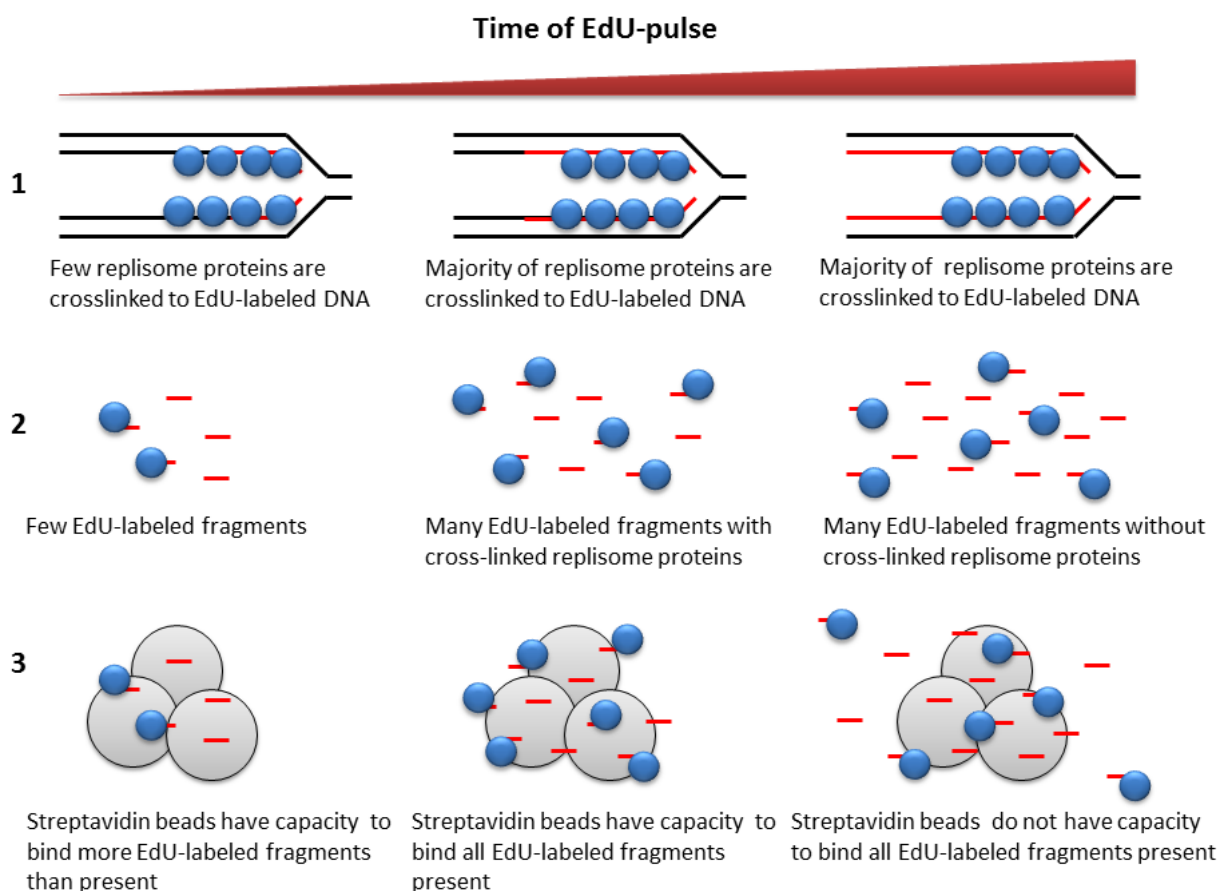 Time of EdU-pulse
1
Few replisome proteins are
crosslinked to EdU-labeled DNA
Majority of replisome proteins are
crosslinked to EdU-labeled DNA
Majority of replisome proteins are
crosslinked to EdU-labeled DNA
2
Few EdU-labeled fragments
Many EdU-labeled fragments with
cross-linked replisome proteins
Many EdU-labeled fragments without
cross-linked replisome proteins
3
Streptavidin beads have capacity to
bind more EdU-labeled fragments
than present
Streptavidin beads have capacity to
bind all EdU-labeled fragments
present
Streptavidin beads do not have capacity
to bind all EdU-labeled fragments present